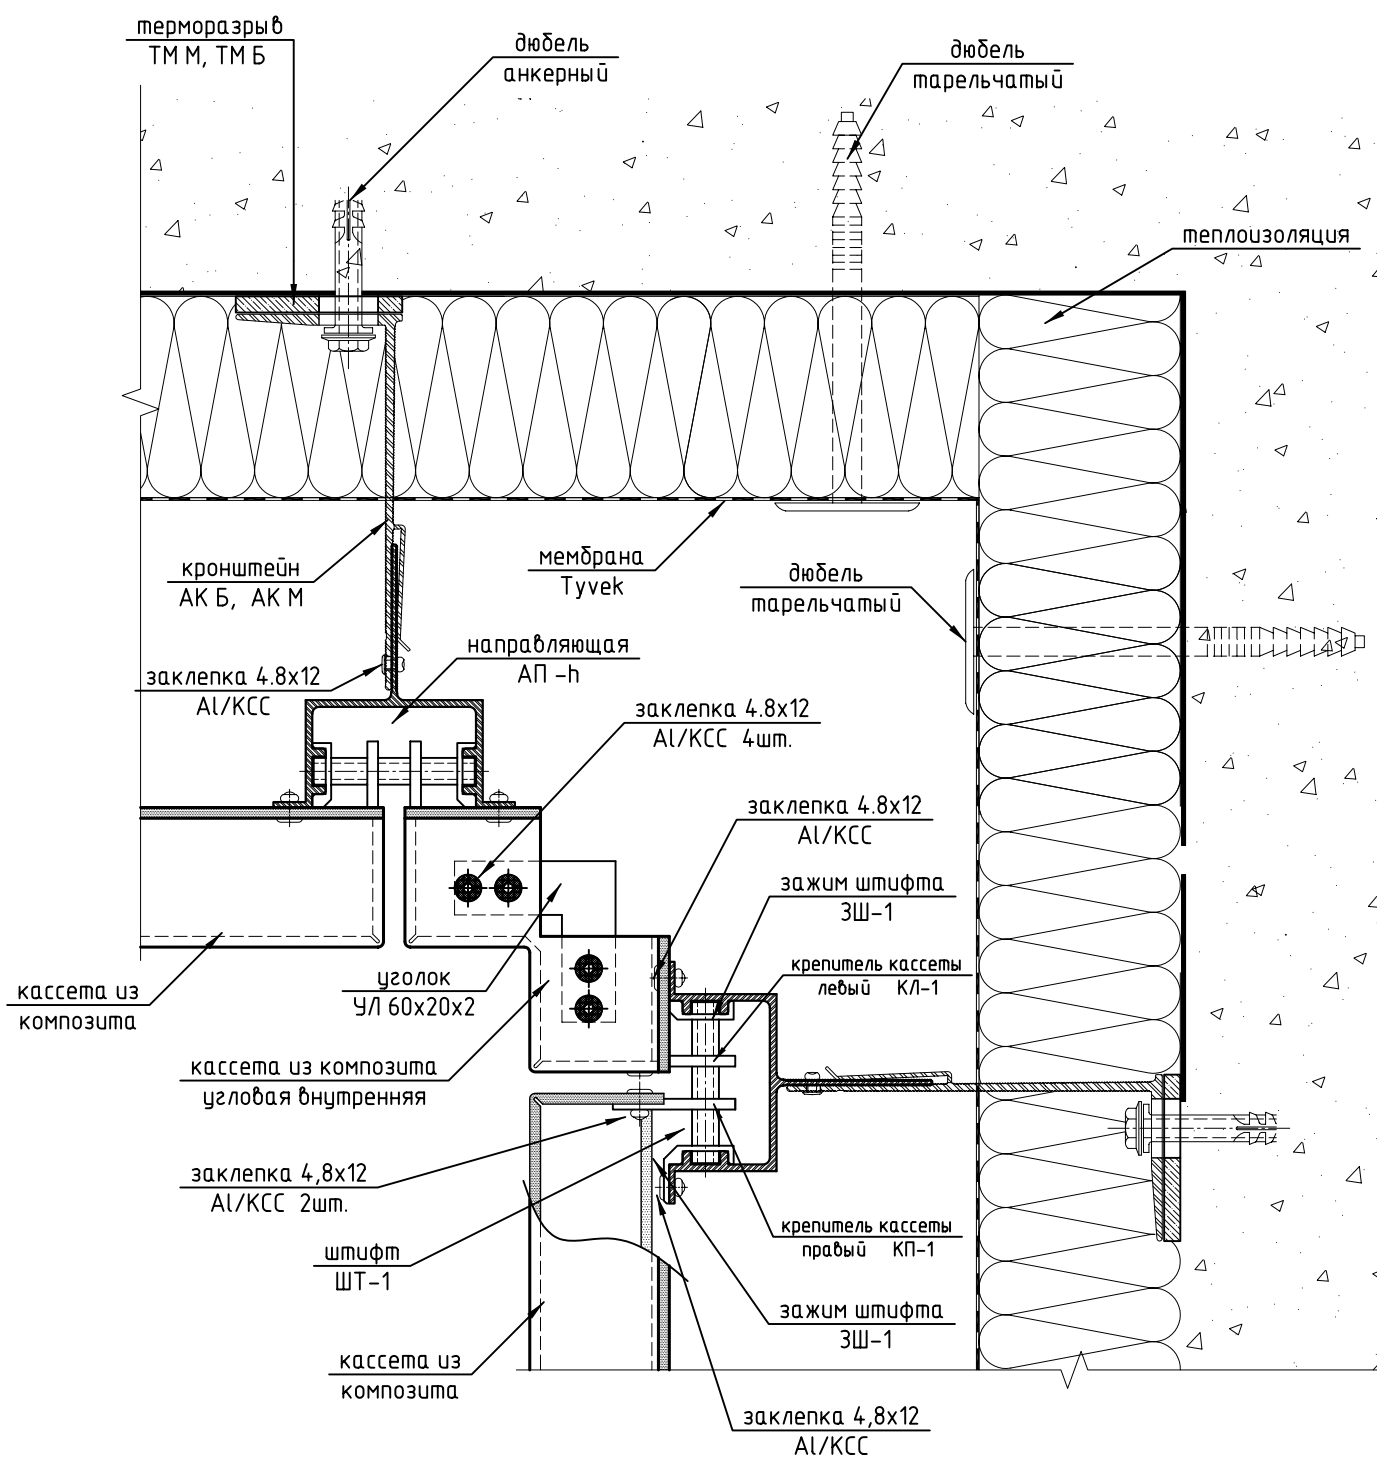 терморазрыв
ТМ М, ТМ Б
дюбель
анкерный
дюбель
тарельчатый
теплоизоляция
кронштейн
АК Б, АК М
мембрана
Tyvek
дюбель
тарельчатый
направляющая
АП -h
заклепка 4.8х12
Al/КСС
заклепка 4.8х12
Al/КСС 4шт.
заклепка 4.8х12
Al/КСС
зажим штифта
ЗШ-1
крепитель кассеты
левый КЛ-1
кассета из
композита
уголок
УЛ 60х20х2
кассета из композита
угловая внутренняя
заклепка 4,8х12
Al/КСС 2шт.
штифт
ШТ-1
крепитель кассеты
правый КП-1
зажим штифта
ЗШ-1
кассета из
композита
заклепка 4,8х12
Al/КСС